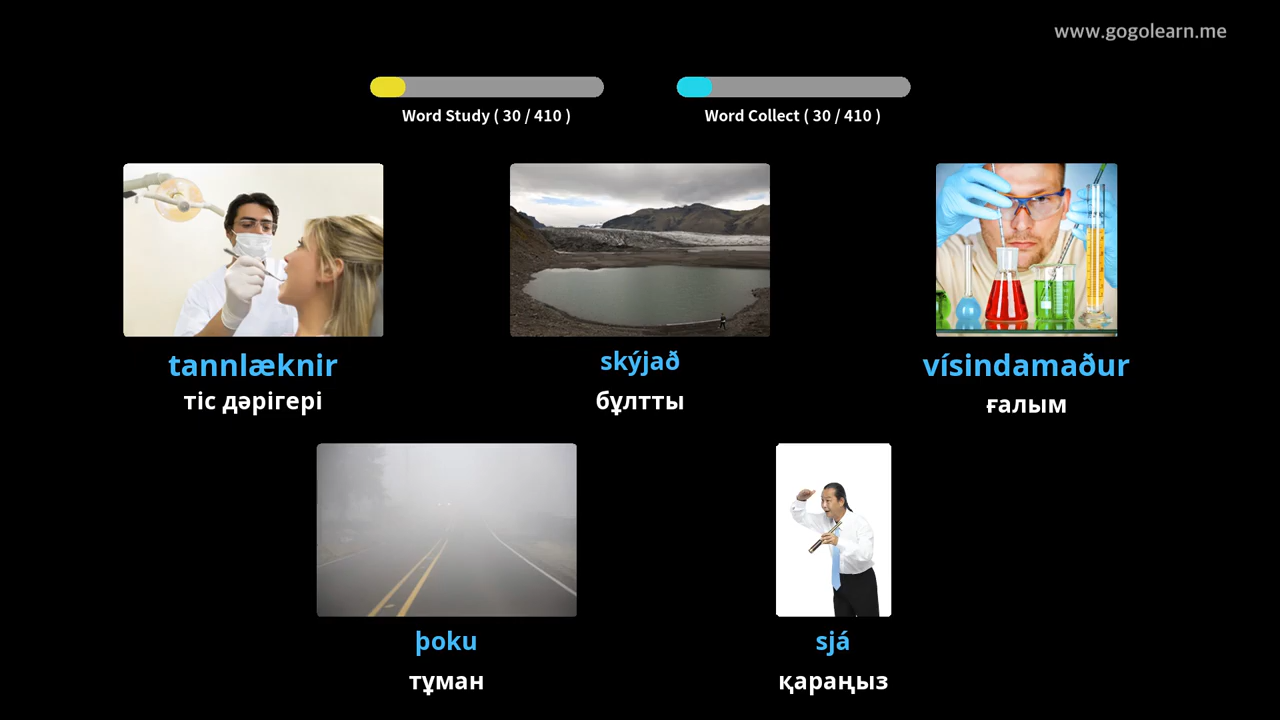 www.gogolearn.me
Word Study ( 30 / 410 )
Word Collect ( 30 / 410 )
tannlæknir
тіс дәрігері
skýjað
бұлтты
vísindamaður
ғалым
þoku
тұман
sjá
қараңыз